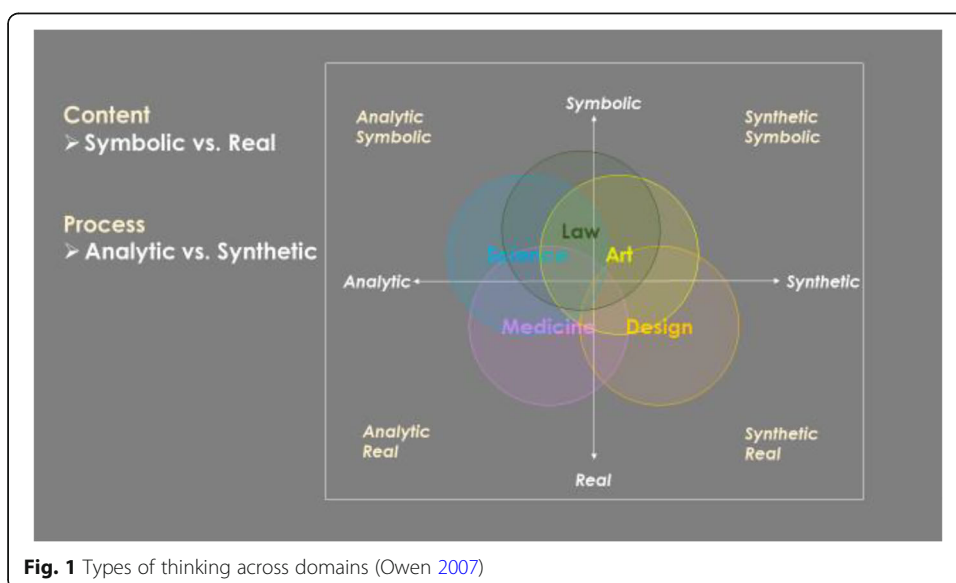 Content
➢ Symbolic vs. Real
Process
➢ Analytic vs. Synthetic
Analytic
Symbolic
Symbolic
Synthetic
Symbolic
Law
Science
Art
Analytic
Synthetic
Medicine
Design
Analytic
Real
Synthetic
Real
Real
Fig. 1 Types of thinking across domains (Owen 2007)